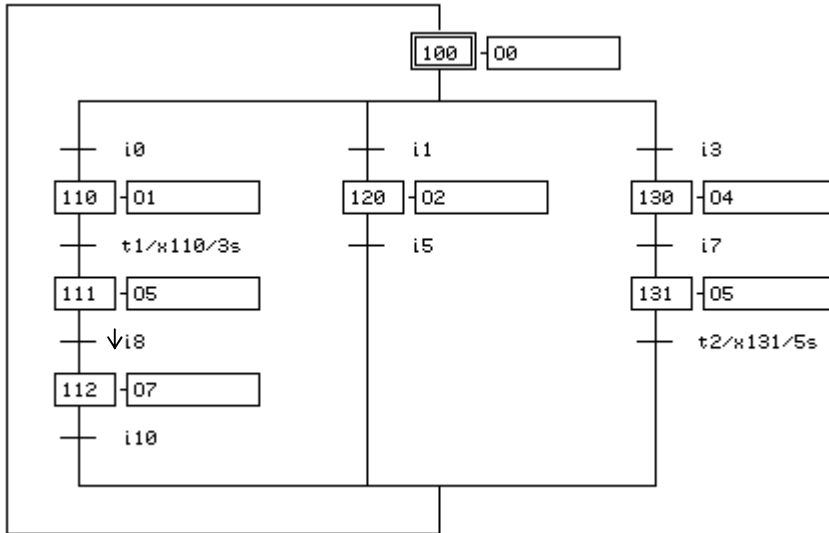 100 O0
i0 i1 i3
110 O1 120 O2 130 O4
t1/x110/3s i5 i7
111 O5 131 O5
↓i8 t2/x131/5s
112 O7
i10